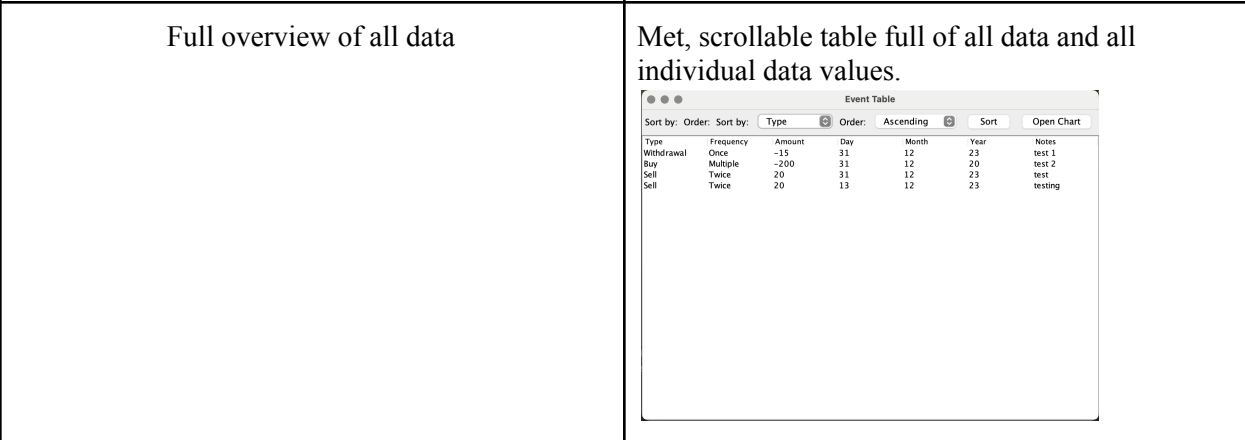 Full overview of all data
Met, scrollable table full of all data and all
individual data values.
Event Table
Sort by: Order: Sort by: Type Order: Ascending Sort Open Chart
Type Frequency Amount Day Month Year Notes
Withdrawal Once -15 31 12 23 test 1
Buy Multiple -200 31 12 20 test 2
Sell Twice 20 31 12 23 test
Sell Twice 20 13 12 23 testing